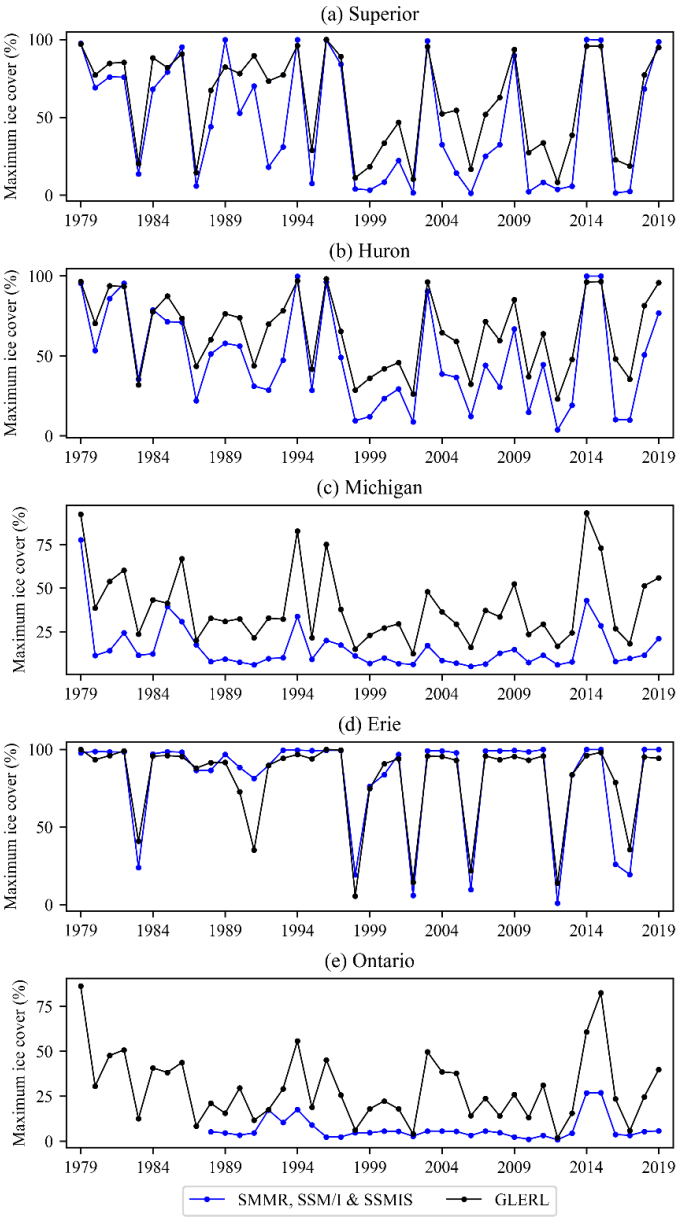 (a) Superior
Maximum ice cover (%)
100
50
0
1979 1984 1989 1994 1999 2004 2009 2014 2019
(b) Huron
Maximum ice cover (%)
100
50
0
1979 1984 1989 1994 1999 2004 2009 2014 2019
(c) Michigan
Maximum ice cover (%)
75
50
25
1979 1984 1989 1994 1999 2004 2009 2014 2019
(d) Erie
Maximum ice cover (%)
100
50
0
1979 1984 1989 1994 1999 2004 2009 2014 2019
(e) Ontario
Maximum ice cover (%)
75
50
25
0
1979 1984 1989 1994 1999 2004 2009 2014 2019
SMMR, SSM/I & SSMIS GLERL